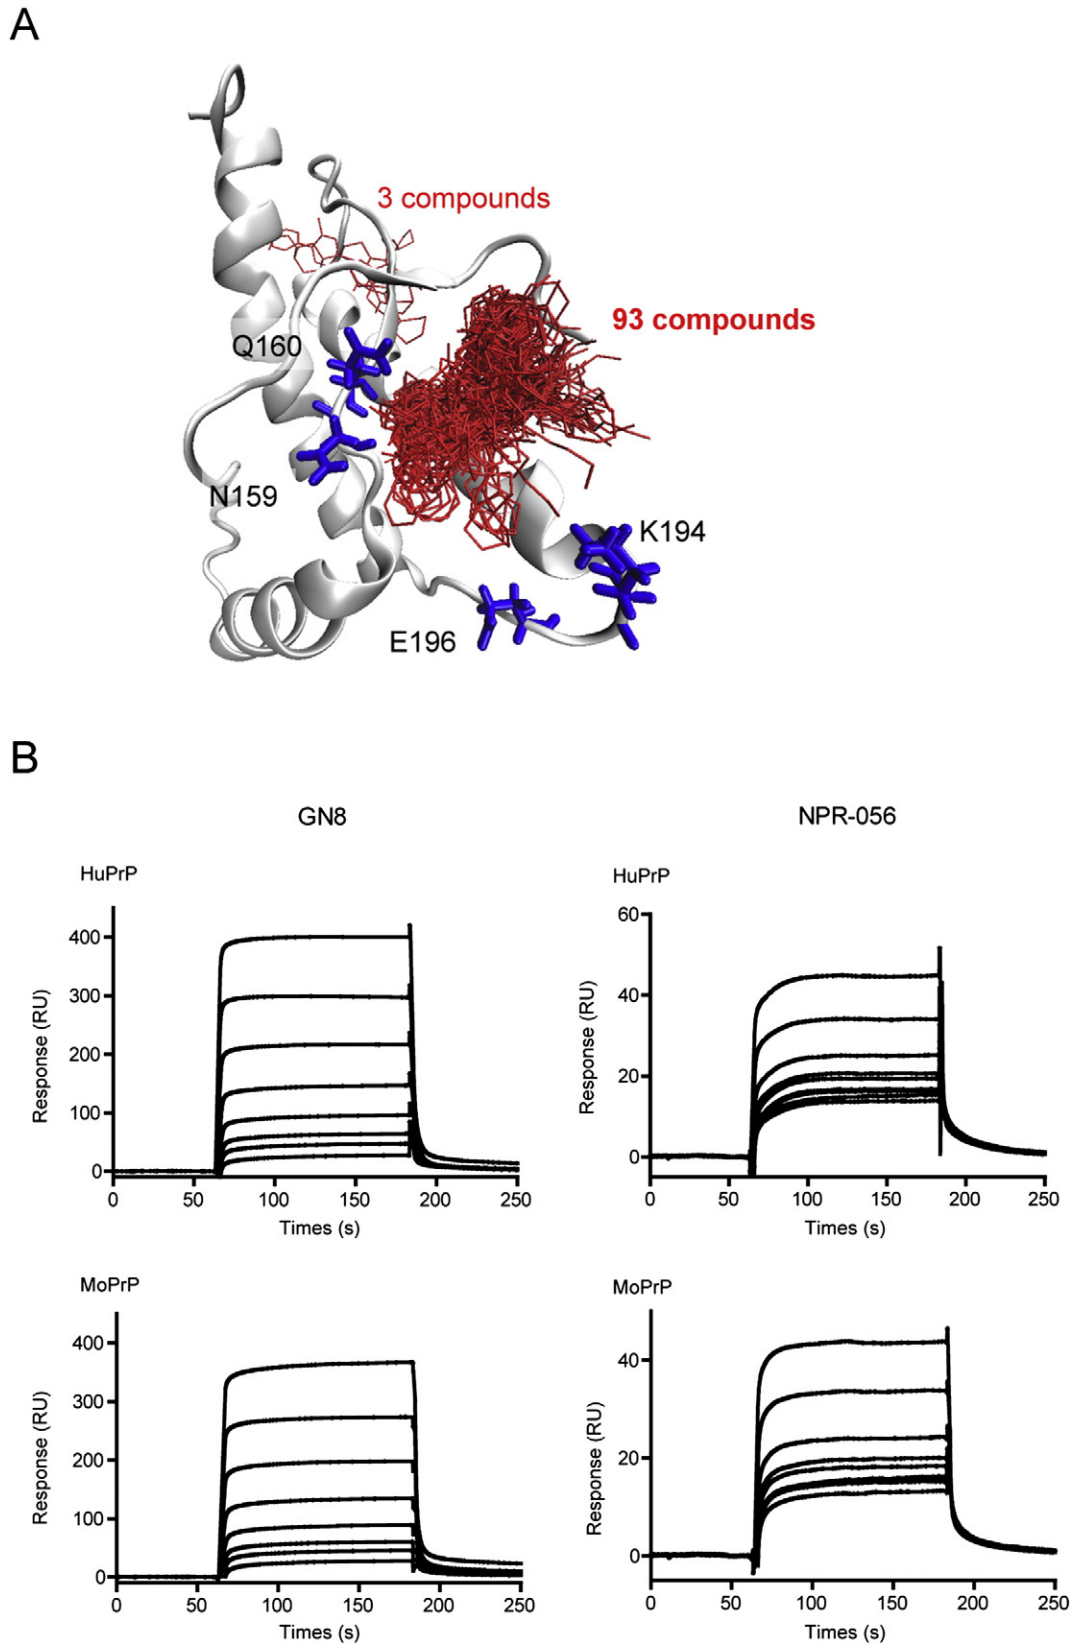 A
3 compounds
93 compounds
Q160
N159
K194
E196
B
GN8
NPR-056
HuPrP
400
300
200
100
0
Response (RU)
0 50 100 150 200 250
Times (s)
HuPrP
60
40
20
0
Response (RU)
0 50 100 150 200 250
Times (s)
MoPrP
400
300
200
100
0
Response (RU)
0 50 100 150 200 250
Times (s)
MoPrP
40
20
0
Response (RU)
0 50 100 150 200 250
Times (s)